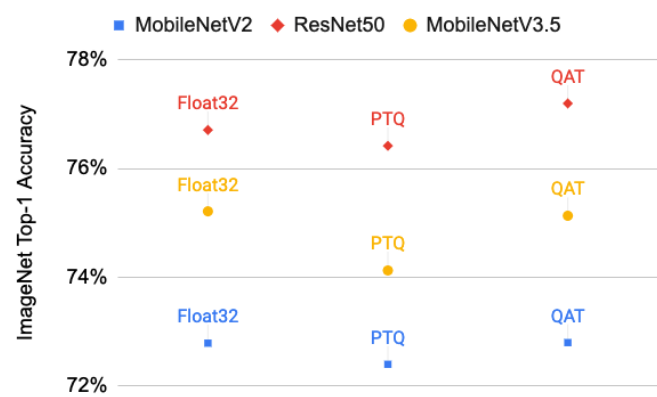 MobileNetV2 ResNet50 MobileNetV3.5
78%
QAT
Float32
PTQ
76%
Float32
QAT
PTQ
74%
Float32
QAT
PTQ
72%
ImageNet Top-1 Accuracy